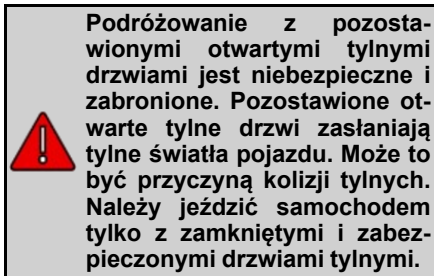 Podróżowanie z pozosta-
wionymi otwartymi tylnymi
drzwiami jest niebezpieczne i
zabronione. Pozostawione ot-
warte tylne drzwi zasłaniają
tylne światła pojazdu. Może to
być przyczyną kolizji tylnych.
Należy jeździć samochodem
tylko z zamkniętymi i zabez-
pieczonymi drzwiami tylnymi.